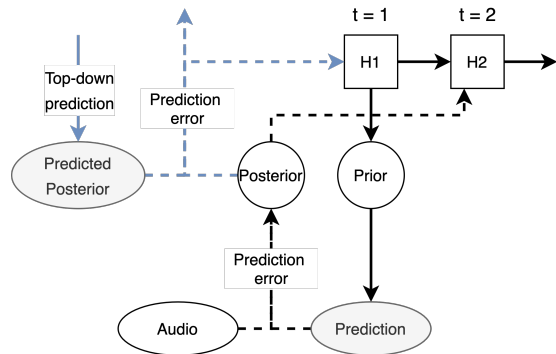 t = 1
t = 2
H1
H2
Top-down
prediction
Prediction
error
Predicted
Posterior
Posterior
Prior
Prediction
error
Audio
Prediction